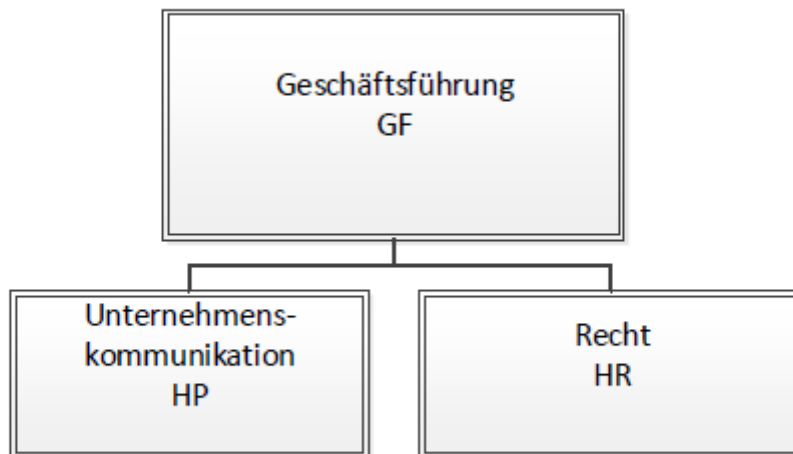 Geschäftsführung
GF
Unternehmens-
kommunikation
HP
Recht
HR